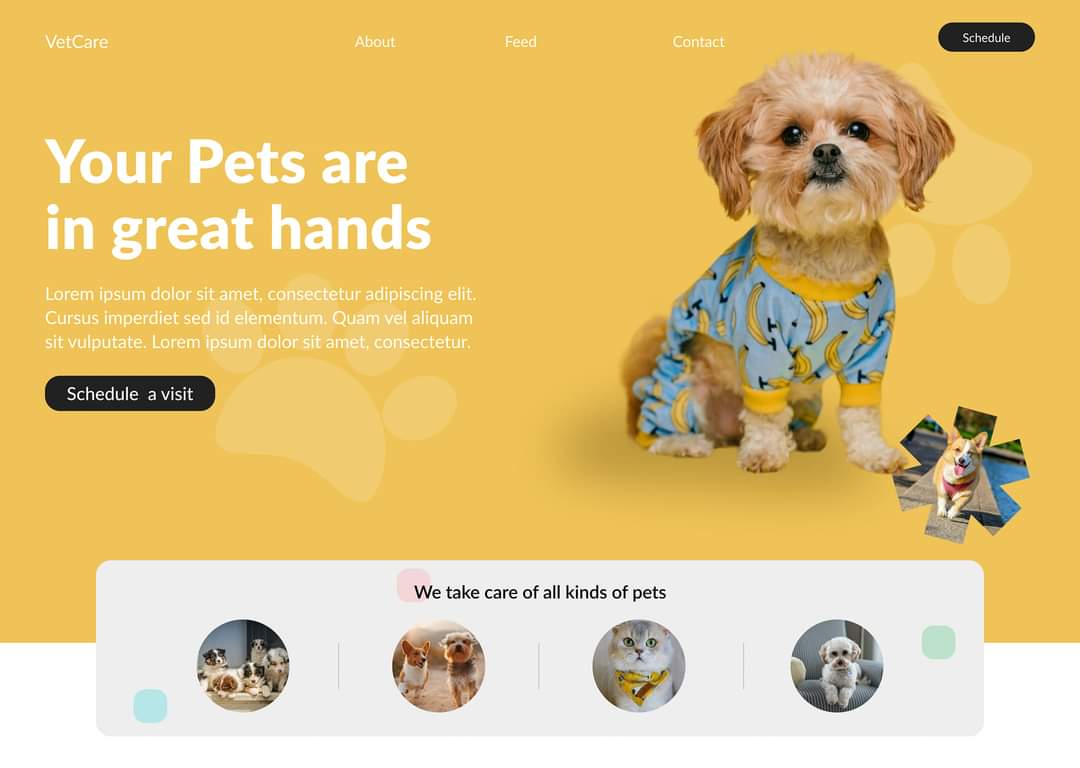 VetCare
About
Feed
Contact
Schedule
Your Pets are
in great hands
Lorem ipsum dolor sit amet, consectetur adipiscing elit.
Cursus imperdiet sed id elementum. Quam vel aliquam
sit vulputate. Lorem ipsum dolor sit amet, consectetur.
Schedule  a visit
We take care of all kinds of pets